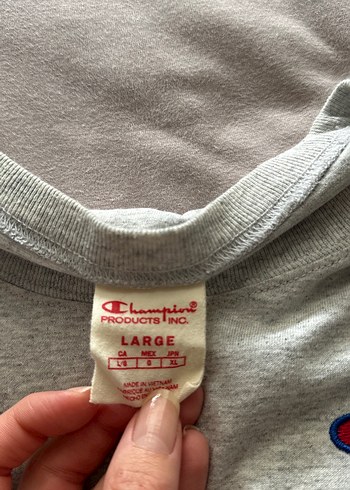 Champion®
PRODUCTS INC.
LARGE
CA MEX JPN
L/G G XL
MADE IN VIETNAM